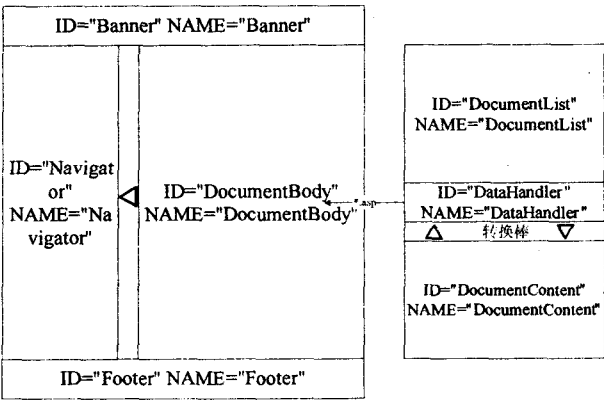 ID="Banner" NAME="Banner"
ID="Navigat
or"
NAME="Na
vigator"
ID="DocumentBody"
NAME="DocumentBody"
*.asp
ID="DocumentList"
NAME="DocumentList"
ID="DataHandler"
NAME="DataHandler"
转换棒
ID="DocumentContent"
NAME="DocumentContent"
ID="Footer" NAME="Footer"